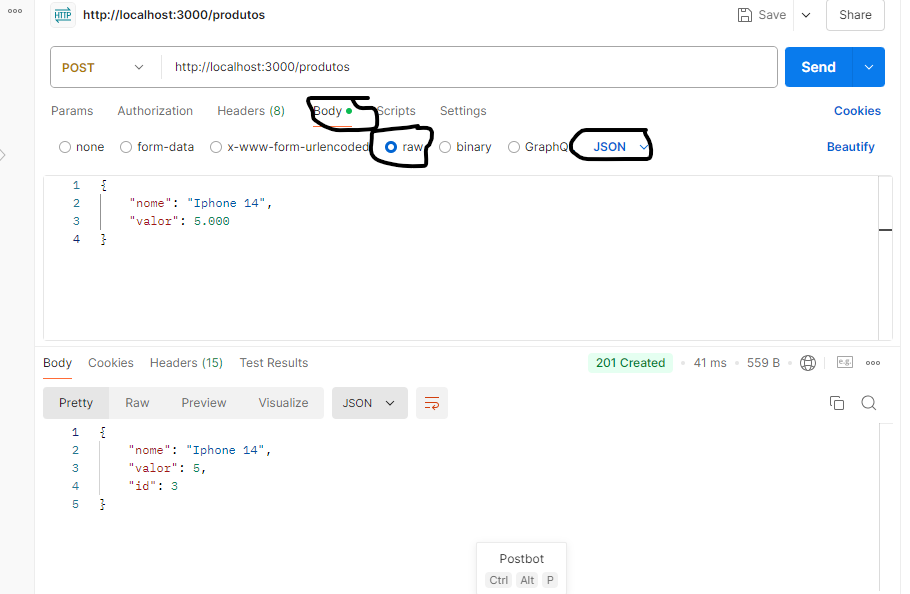 HTTP http://localhost:3000/produtos Save Share
POST http://localhost:3000/produtos Send
Params Authorization Headers (8) Body Scripts Settings Cookies
none form-data x-www-form-urlencoded raw binary GraphQ JSON Beautify
1 {
2 "nome": "Iphone 14",
3 "valor": 5.000
4 }
Body Cookies Headers (15) Test Results 201 Created 41 ms 559 B e.g.
Pretty Raw Preview Visualize JSON
1 {
2 "nome": "Iphone 14",
3 "valor": 5,
4 "id": 3
5 }
Postbot
Ctrl Alt P